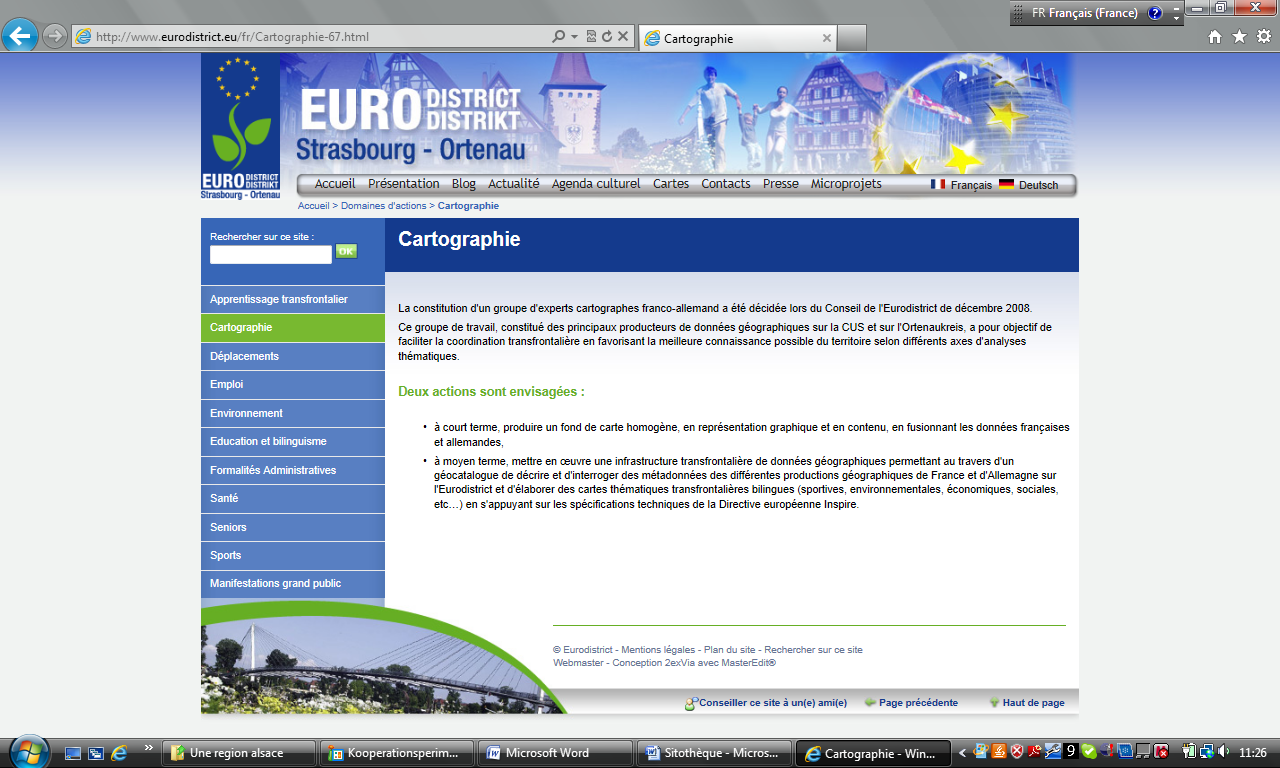 FR Français (France)
http://www.eurodistrict.eu/fr/Cartographie-67.html
Cartographie
EURO DISTRICT DISTRIKT
Strasbourg - Ortenau
EURO DISTRICT DISTRIKT
Strasbourg - Ortenau
Accueil Présentation Blog Actualité Agenda culturel Cartes Contacts Presse Microprojets Français Deutsch
Accueil > Domaines d'actions > Cartographie
Rechercher sur ce site :
OK
Apprentissage transfrontalier
Cartographie
Déplacements
Emploi
Environnement
Education et bilinguisme
Formalités Administratives
Santé
Seniors
Sports
Manifestations grand public
Cartographie
La constitution d'un groupe d'experts cartographes franco-allemand a été décidée lors du Conseil de l'Eurodistrict de décembre 2008.
Ce groupe de travail, constitué des principaux producteurs de données géographiques sur la CUS et sur l'Ortenaukreis, a pour objectif de
faciliter la coordination transfrontalière en favorisant la meilleure connaissance possible du territoire selon différents axes d'analyses
thématiques.
Deux actions sont envisagées :
• à court terme, produire un fond de carte homogène, en représentation graphique et en contenu, en fusionnant les données françaises
et allemandes,
• à moyen terme, mettre en œuvre une infrastructure transfrontalière de données géographiques permettant au travers d'un
géocatalogue de décrire et d'interroger des métadonnées des différentes productions géographiques de France et d'Allemagne sur
l'Eurodistrict et d'élaborer des cartes thématiques transfrontalières bilingues (sportives, environnementales, économiques, sociales,
etc…) en s'appuyant sur les spécifications techniques de la Directive européenne Inspire.
© Eurodistrict - Mentions légales - Plan du site - Rechercher sur ce site
Webmaster - Conception 2exVia avec MasterEdit®
Conseiller ce site à un(e) ami(e) Page précédente Haut de page
Une region alsace Kooperationsperim... Microsoft Word Sitothèque - Micros... Cartographie - Win... 9 11:26